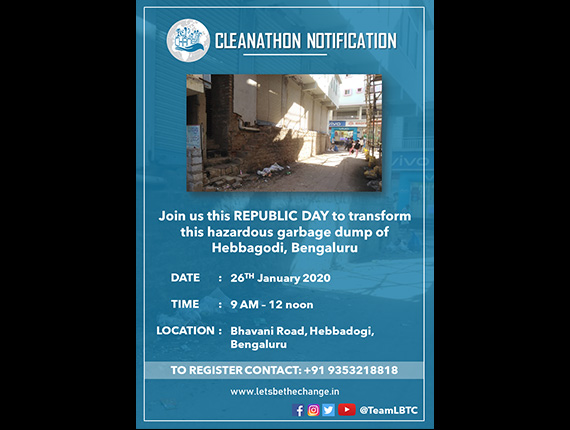 CLEANATHON NOTIFICATION
vivo
vivo
Join us this REPUBLIC DAY to transform
this hazardous garbage dump of
Hebbagodi, Bengaluru
DATE : 26TH January 2020
TIME : 9 AM – 12 noon
LOCATION : Bhavani Road, Hebbadogi,
Bengaluru
TO REGISTER CONTACT: +91 9353218818
www.letsbethechange.in
@TeamLBTC